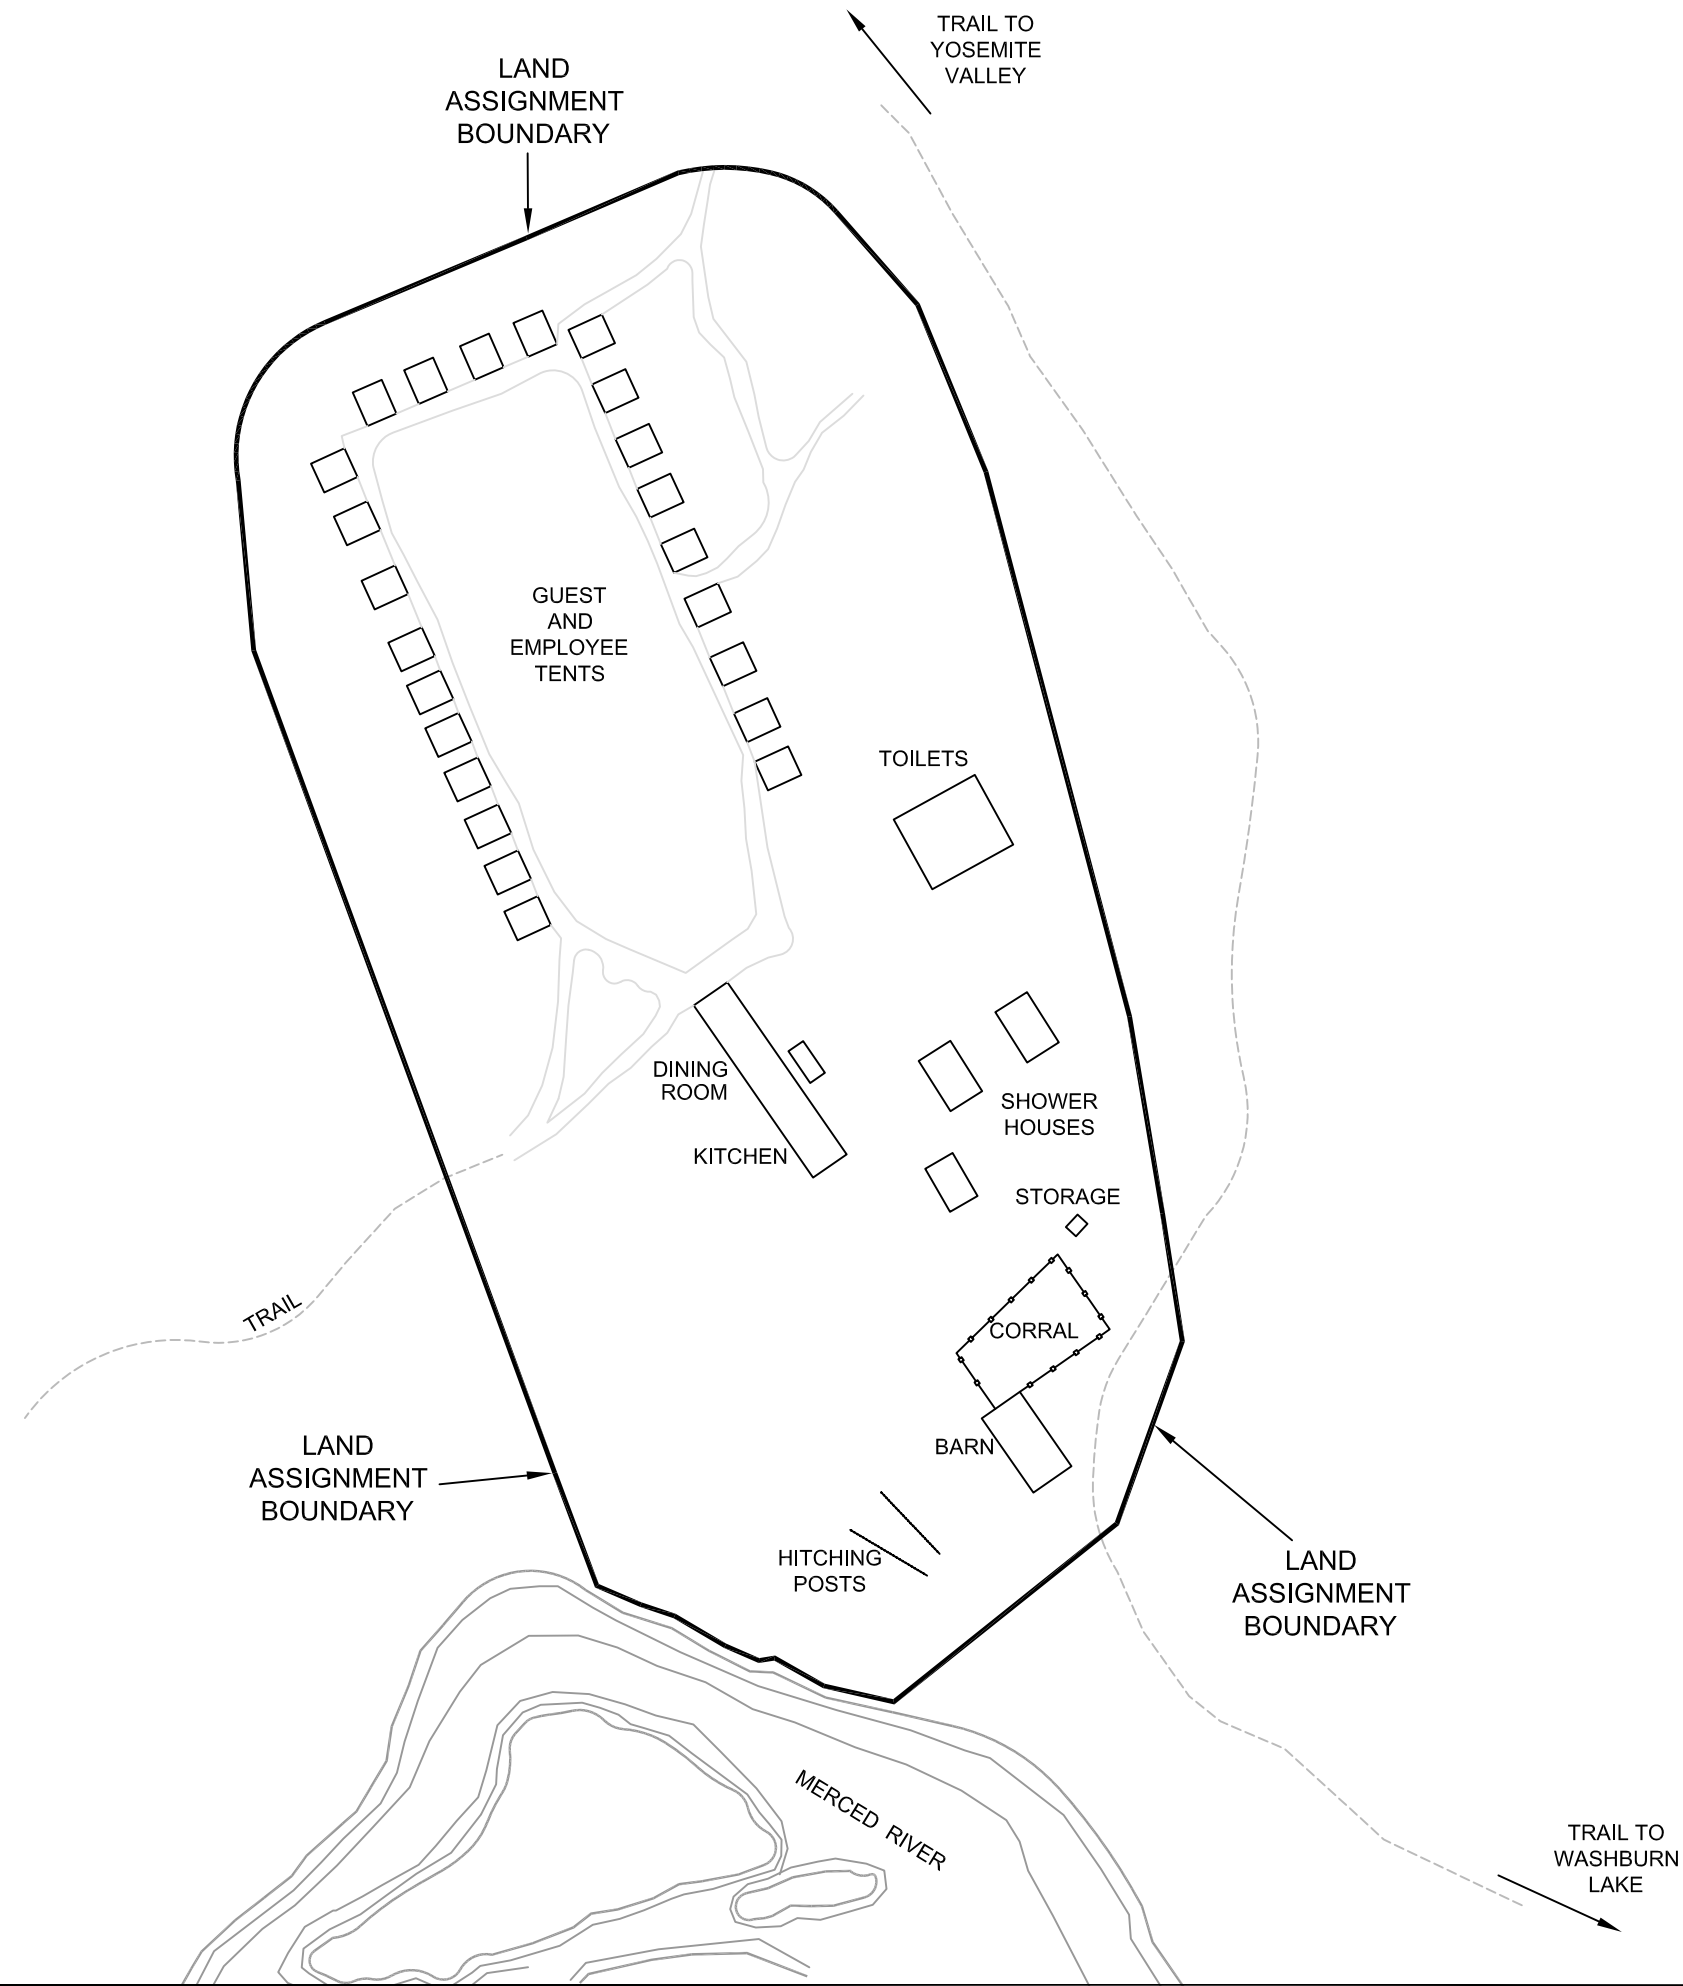 TRAIL TO
YOSEMITE
VALLEY
LAND
ASSIGNMENT
BOUNDARY
GUEST
AND
EMPLOYEE
TENTS
TOILETS
DINING
ROOM
KITCHEN
SHOWER
HOUSES
STORAGE
CORRAL
BARN
TRAIL
LAND
ASSIGNMENT
BOUNDARY
HITCHING
POSTS
LAND
ASSIGNMENT
BOUNDARY
MERCED RIVER
TRAIL TO
WASHBURN
LAKE